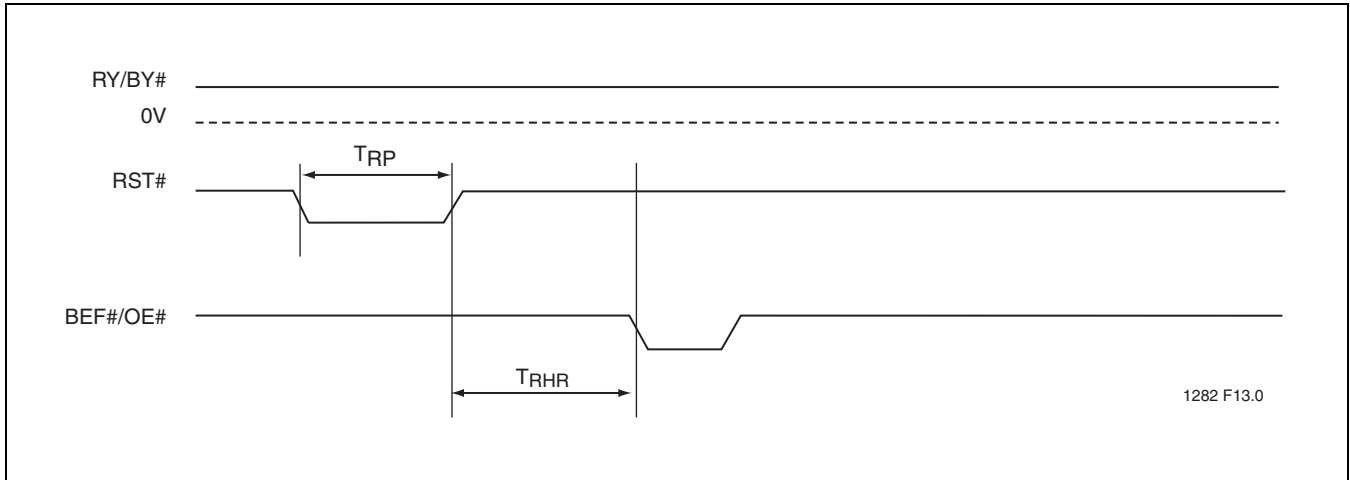 RY/BY#
0V
TRP
RST#
BEF#/OE#
TRHR
1282 F13.0